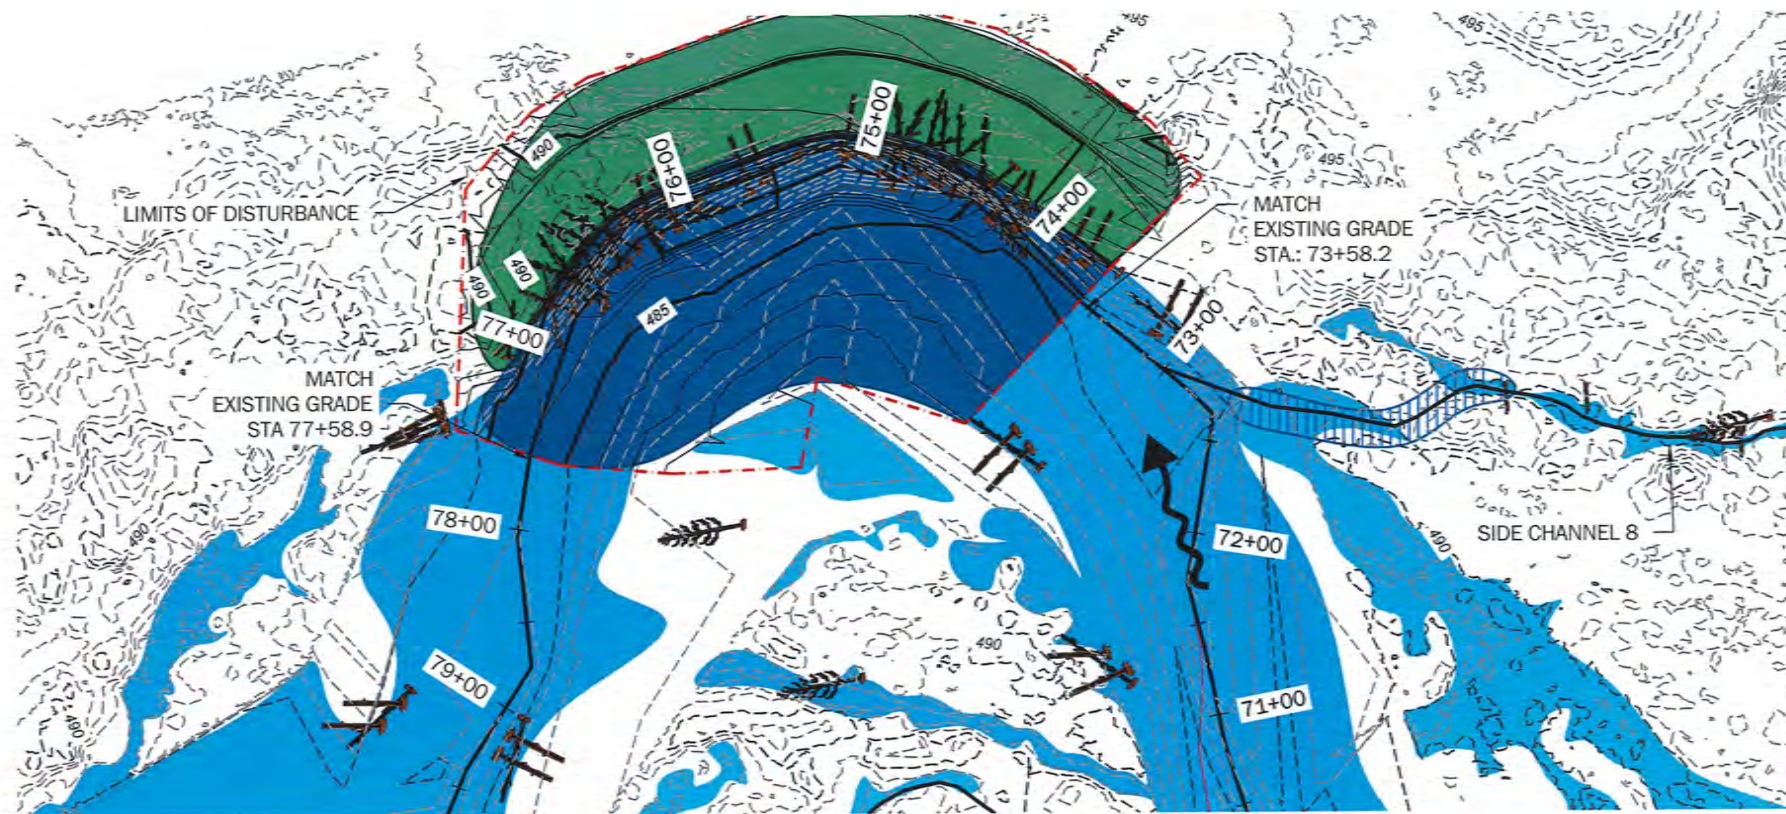 495
495
75+00
490
76+00
495
LIMITS OF DISTURBANCE
74+00
MATCH
EXISTING GRADE
STA.: 73+58.2
490
490
485
77+00
73+00
MATCH
EXISTING GRADE
STA 77+58.9
78+00
490
72+00
490
SIDE CHANNEL 8
490
79+00
71+00
490